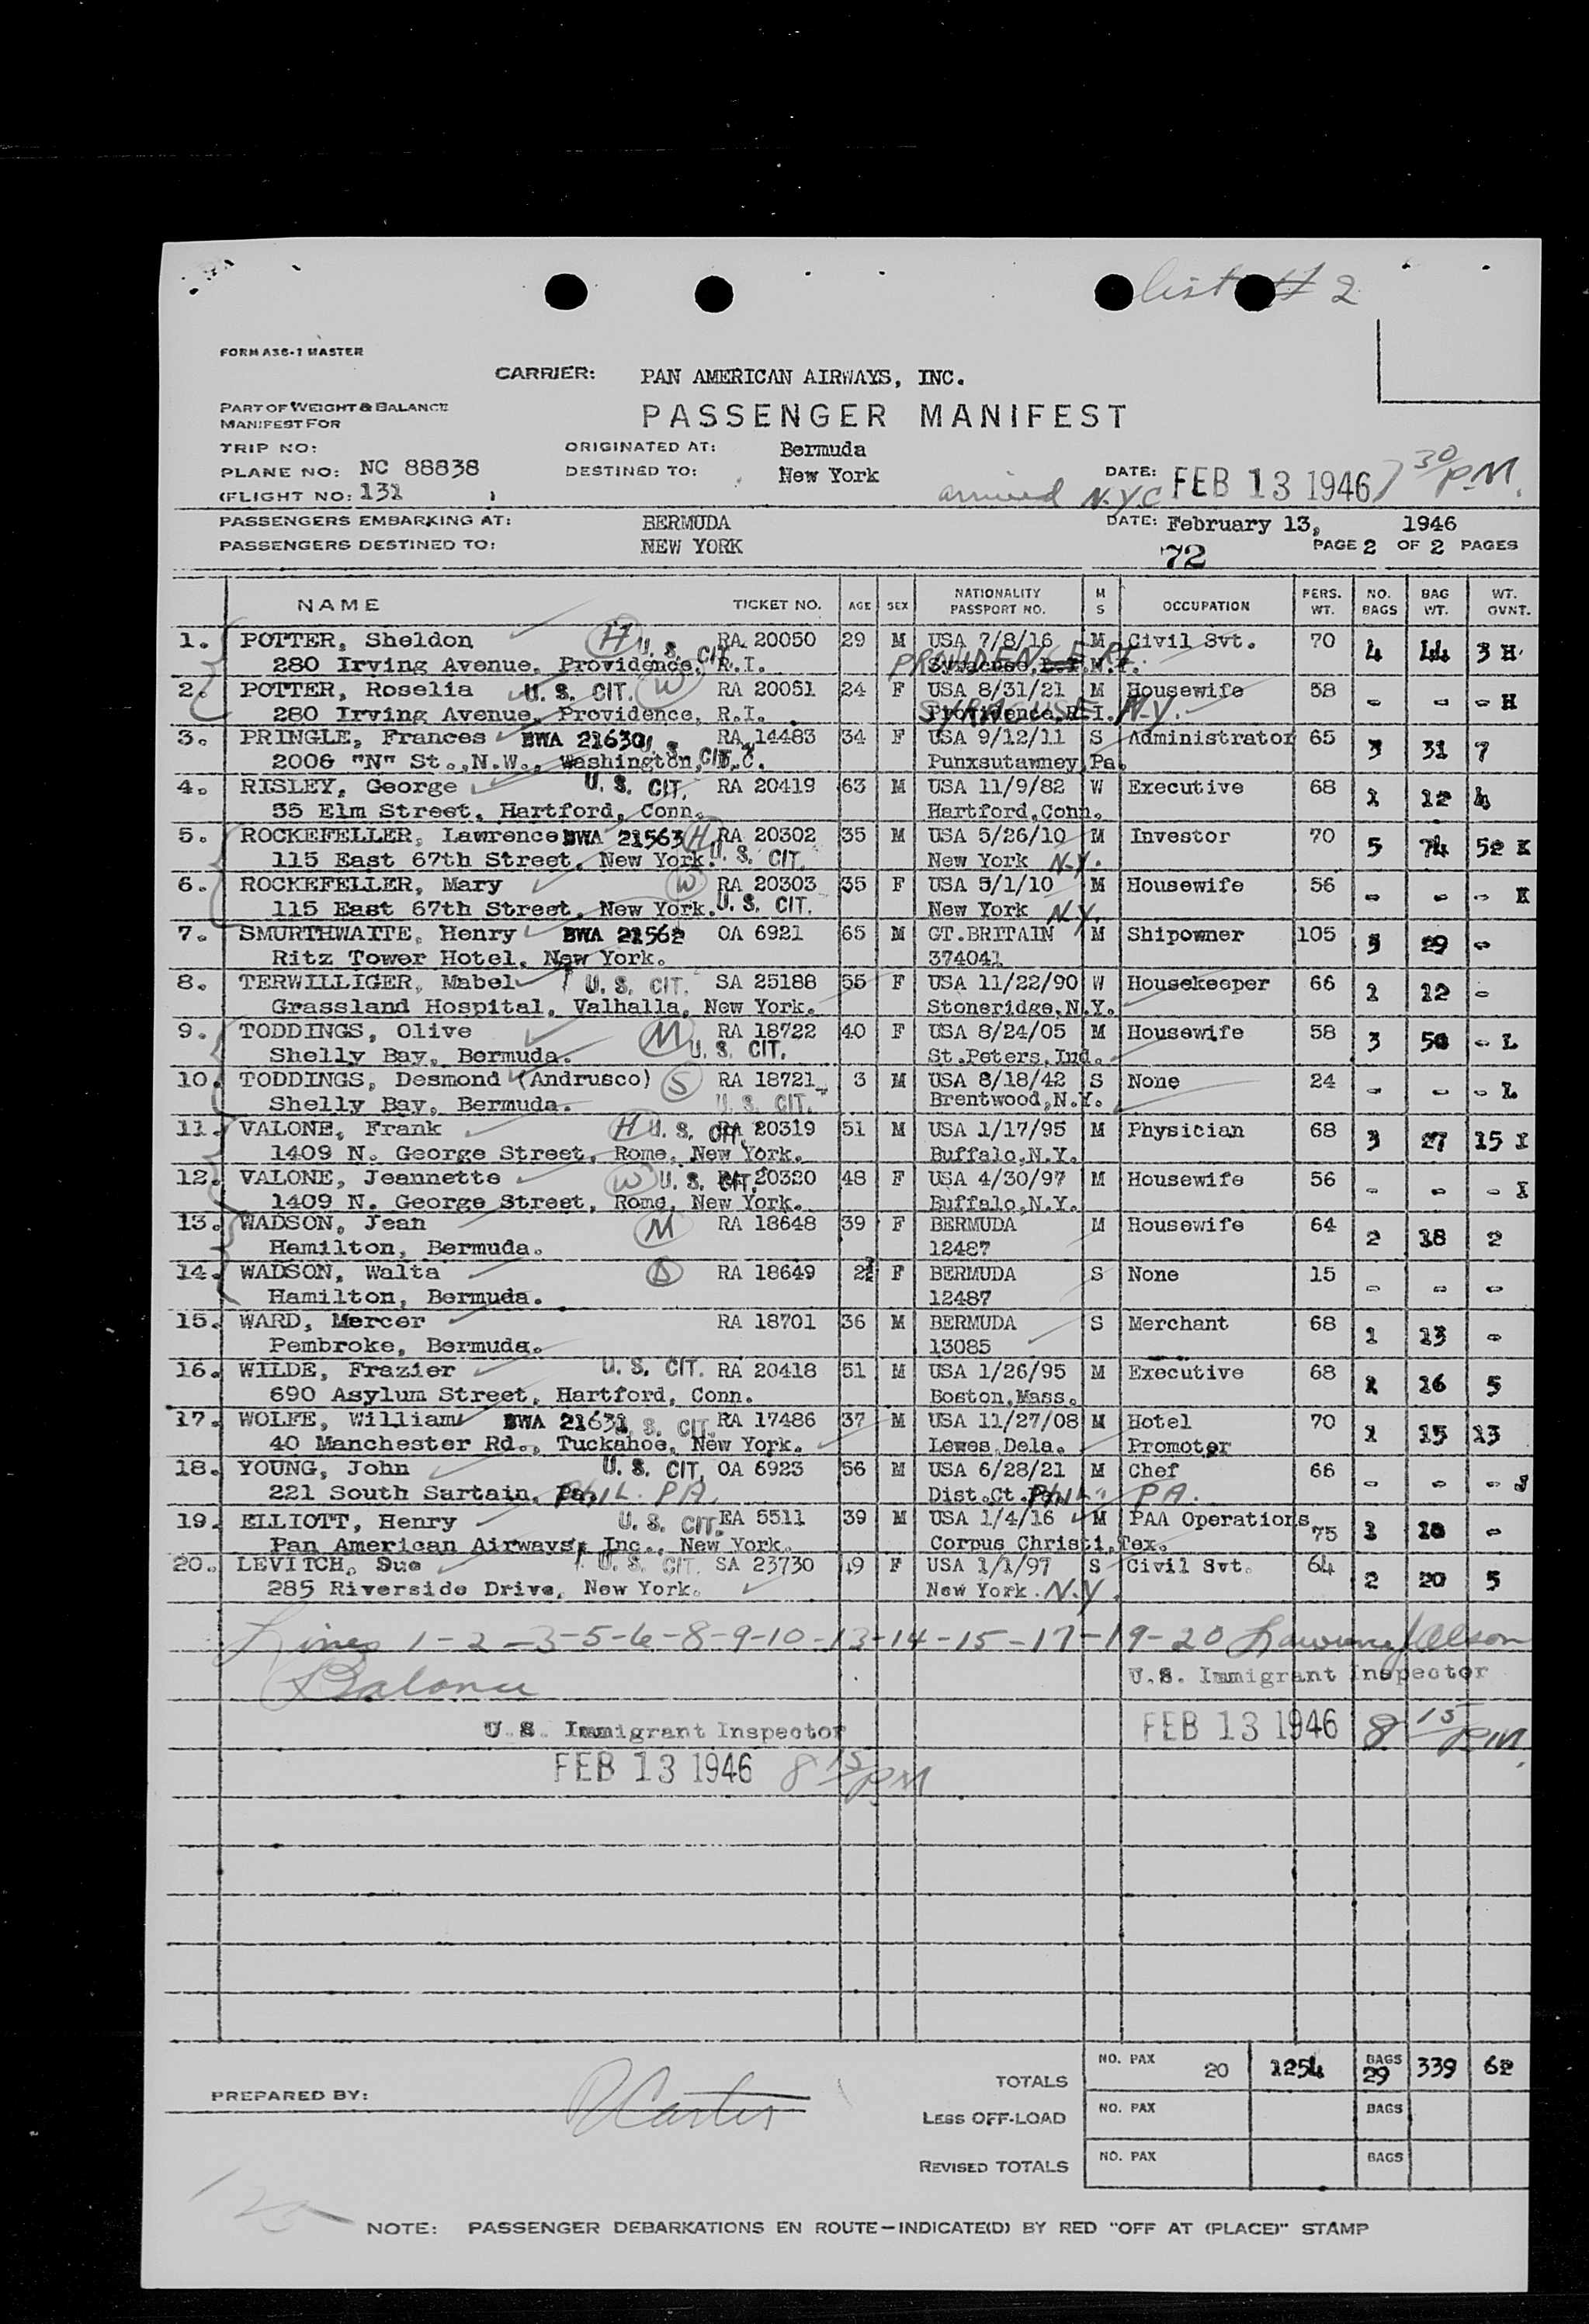 list # 2
FORM A36-1 MASTER
CARRIER: PAN AMERICAN AIRWAYS, INC.
PART OF WEIGHT & BALANCE
MANIFEST FOR
PASSENGER MANIFEST
TRIP NO: ORIGINATED AT: Bermuda
PLANE NO: NC 88838 DESTINED TO: New York DATE: FEB 13 1946 7 30 PM.
(FLIGHT NO: 131 ) arrived N.Y.C
PASSENGERS EMBARKING AT: BERMUDA DATE: February 13, 1946
PASSENGERS DESTINED TO: NEW YORK 72 PAGE 2 OF 2 PAGES
NAME TICKET NO. AGE SEX NATIONALITY PASSPORT NO. M S OCCUPATION PERS. WT. NO. BAGS BAG WT. WT. OVNT.
1. POTTER, Sheldon H U.S. CIT. RA 20050 29 M USA 7/8/16 M Civil Svt. 70 4 44 3 H
280 Irving Avenue, Providence, R.I. PROVIDENCE RI
2. POTTER, Roselia U.S. CIT. W RA 20051 24 F USA 8/31/21 M Housewife 58 - - - H
280 Irving Avenue, Providence, R.I. Providence, R.I. SYRACUSE N.Y.
3. PRINGLE, Frances BWA 21630 U.S. CIT. RA 14483 34 F USA 9/12/11 S Administrator 65 3 31 7
2006 "N" St., N.W., Washington, D.C. Punxsutawney, Pa.
4. RISLEY, George U.S. CIT. RA 20419 63 M USA 11/9/82 W Executive 68 1 12 4
35 Elm Street, Hartford, Conn. Hartford, Conn.
5. ROCKEFELLER, Lawrence BWA 21563 H RA 20302 35 M USA 5/26/10 M Investor 70 5 74 52 K
115 East 67th Street, New York. U.S. CIT. New York N.Y.
6. ROCKEFELLER, Mary W RA 20303 35 F USA 5/1/10 M Housewife 56 - - - K
115 East 67th Street, New York. U.S. CIT. New York N.Y.
7. SMURTHWAITE, Henry BWA 21562 OA 6921 65 M GT.BRITAIN M Shipowner 105 3 29 -
Ritz Tower Hotel, New York. 374041
8. TERWILLIGER, Mabel U.S. CIT. SA 25188 55 F USA 11/22/90 W Housekeeper 66 1 12 -
Grassland Hospital, Valhalla, New York. Stoneridge, N.Y.
9. TODDINGS, Olive M RA 18722 40 F USA 8/24/05 M Housewife 58 3 50 - L
Shelly Bay, Bermuda. U.S. CIT. St.Peters, Ind.
10. TODDINGS, Desmond (Andrusco) S RA 18721 3 M USA 8/18/42 S None 24 - - - L
Shelly Bay, Bermuda. U.S. CIT. Brentwood, N.Y.
11. VALONE, Frank H U.S. CIT. RA 20319 51 M USA 1/17/95 M Physician 68 3 27 15 I
1409 N. George Street, Rome, New York. Buffalo, N.Y.
12. VALONE, Jeannette W U.S. CIT. RA 20320 48 F USA 4/30/97 M Housewife 56 - - - I
1409 N. George Street, Rome, New York. Buffalo, N.Y.
13. WADSON, Jean M RA 18648 39 F BERMUDA M Housewife 64 2 18 2
Hamilton, Bermuda. 12487
14. WADSON, Walta D RA 18649 F BERMUDA S None 15 - - -
Hamilton, Bermuda. 12487
15. WARD, Mercer RA 18701 36 M BERMUDA S Merchant 68 1 13 -
Pembroke, Bermuda. 13085
16. WILDE, Frazier U.S. CIT. RA 20418 51 M USA 1/26/95 M Executive 68 1 16 5
690 Asylum Street, Hartford, Conn. Boston, Mass.
17. WOLFE, William BWA 21631 U.S. CIT. RA 17486 37 M USA 11/27/08 M Hotel 70 1 15 13
40 Manchester Rd., Tuckahoe, New York. Lewes, Dela. Promoter
18. YOUNG, John U.S. CIT. OA 6923 56 M USA 6/28/21 M Chef 66 - - - J
221 South Sartain, PHIL. PA. Dist.Ct. PHIL. PA.
19. ELLIOTT, Henry U.S. CIT. EA 5511 39 M USA 1/4/16 M PAA Operations 75 1 10 -
Pan American Airways, Inc., New York. Corpus Christi, Tex.
20. LEVITCH, Sue U.S. CIT. SA 23730 49 F USA 1/1/97 S Civil Svt. 64 2 20 5
285 Riverside Drive, New York. New York. N.Y.
Lines 1-2-3-5-6-8-9-10-13-14-15-17-19-20
Balance U.S. Immigrant Inspector
U.S. Immigrant Inspector FEB 13 1946 8 15 PM.
FEB 13 1946 8 15 PM
TOTALS NO. PAX 20 1254 BAGS 29 339 62
PREPARED BY:
LESS OFF-LOAD NO. PAX BAGS
REVISED TOTALS NO. PAX BAGS
NOTE: PASSENGER DEBARKATIONS EN ROUTE—INDICATE(D) BY RED "OFF AT (PLACE)" STAMP